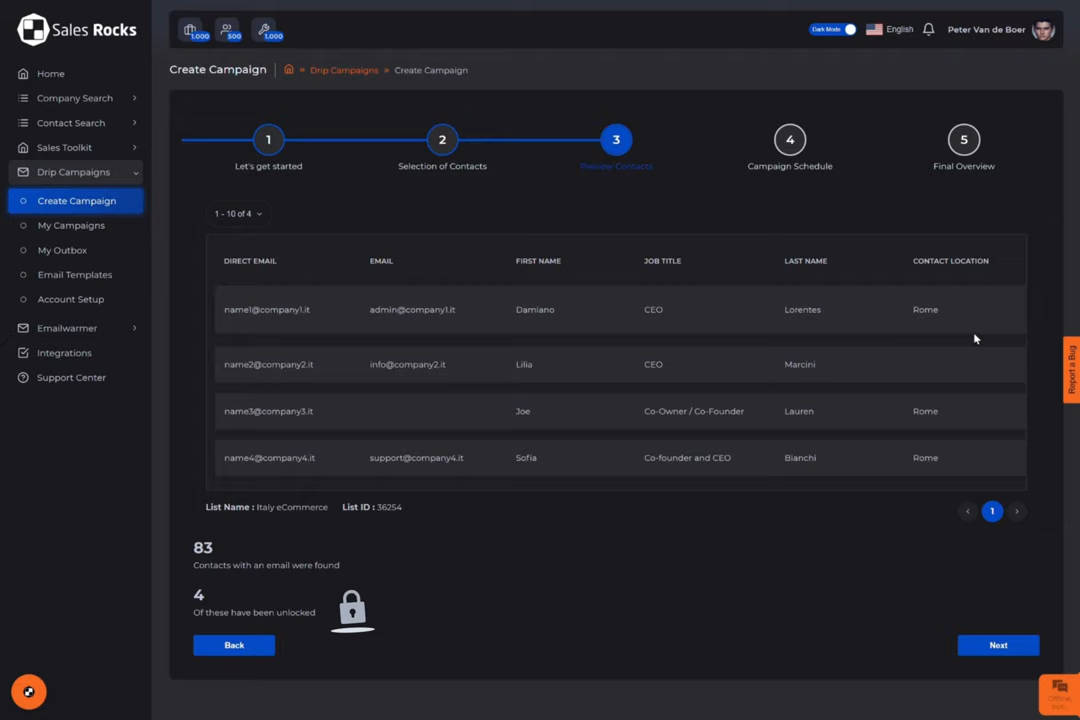 Sales Rocks
1,000
500
1,000
Dark Mode
English
Peter Van de Boer
Create Campaign
» Drip Campaigns » Create Campaign
Home
Company Search
Contact Search
Sales Toolkit
Drip Campaigns
Create Campaign
My Campaigns
My Outbox
Email Templates
Account Setup
Emailwarmer
Integrations
Support Center
1 2 3 4 5
Let's get started Selection of Contacts Preview Contacts Campaign Schedule Final Overview
1 - 10 of 4
DIRECT EMAIL EMAIL FIRST NAME JOB TITLE LAST NAME CONTACT LOCATION
name1@company1.it admin@company1.it Damiano CEO Lorentes Rome
name2@company2.it info@company2.it Lilia CEO Marcini
name3@company3.it Joe Co-Owner / Co-Founder Lauren Rome
name4@company4.it support@company4.it Sofia Co-founder and CEO Bianchi Rome
List Name : Italy eCommerce List ID : 36254
‹ 1 ›
83
Contacts with an email were found
4
Of these have been unlocked
Back
Next
Report a Bug